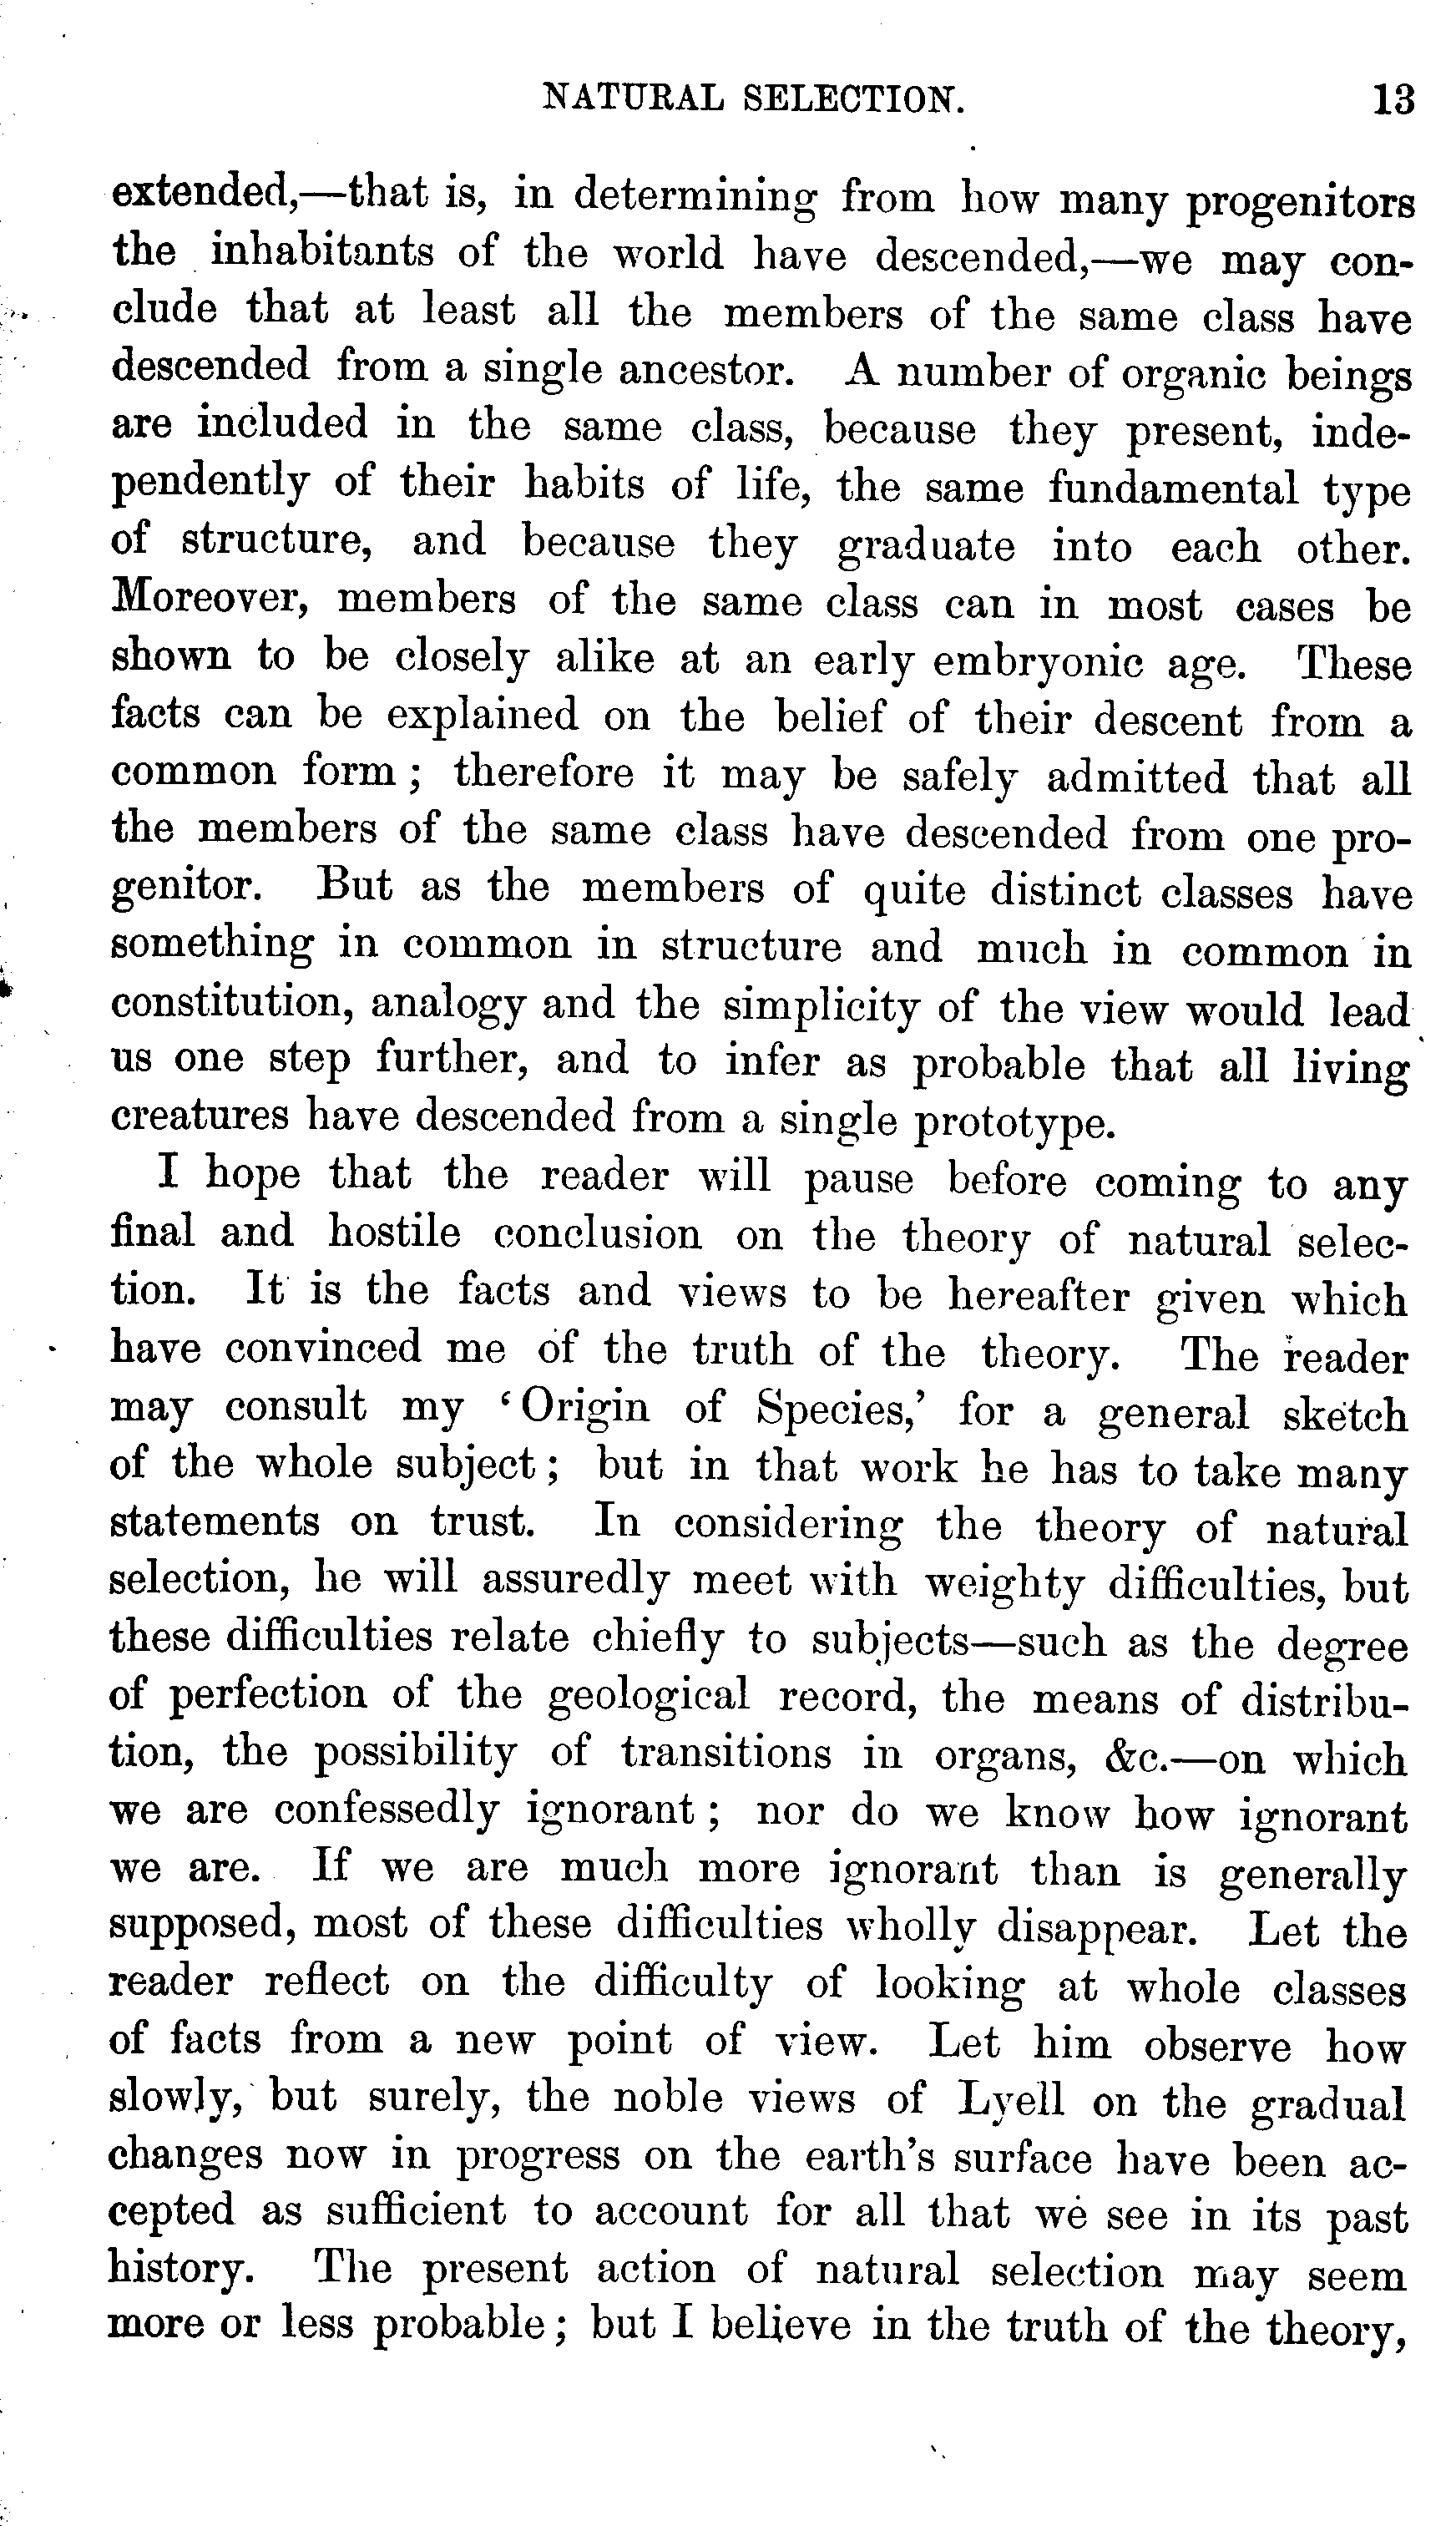 NATURAL SELECTION. 13
extended,—that is, in determining from how many progenitors
the inhabitants of the world have descended,—we may con-
clude that at least all the members of the same class have
descended from a single ancestor. A number of organic beings
are included in the same class, because they present, inde-
pendently of their habits of life, the same fundamental type
of structure, and because they graduate into each other.
Moreover, members of the same class can in most cases be
shown to be closely alike at an early embryonic age. These
facts can be explained on the belief of their descent from a
common form; therefore it may be safely admitted that all
the members of the same class have descended from one pro-
genitor. But as the members of quite distinct classes have
something in common in structure and much in common in
constitution, analogy and the simplicity of the view would lead
us one step further, and to infer as probable that all living
creatures have descended from a single prototype.
I hope that the reader will pause before coming to any
final and hostile conclusion on the theory of natural selec-
tion. It is the facts and views to be hereafter given which
have convinced me of the truth of the theory. The reader
may consult my ‘Origin of Species,’ for a general sketch
of the whole subject; but in that work he has to take many
statements on trust. In considering the theory of natural
selection, he will assuredly meet with weighty difficulties, but
these difficulties relate chiefly to subjects—such as the degree
of perfection of the geological record, the means of distribu-
tion, the possibility of transitions in organs, &c.—on which
we are confessedly ignorant; nor do we know how ignorant
we are. If we are much more ignorant than is generally
supposed, most of these difficulties wholly disappear. Let the
reader reflect on the difficulty of looking at whole classes
of facts from a new point of view. Let him observe how
slowly, but surely, the noble views of Lyell on the gradual
changes now in progress on the earth’s surface have been ac-
cepted as sufficient to account for all that we see in its past
history. The present action of natural selection may seem
more or less probable; but I believe in the truth of the theory,